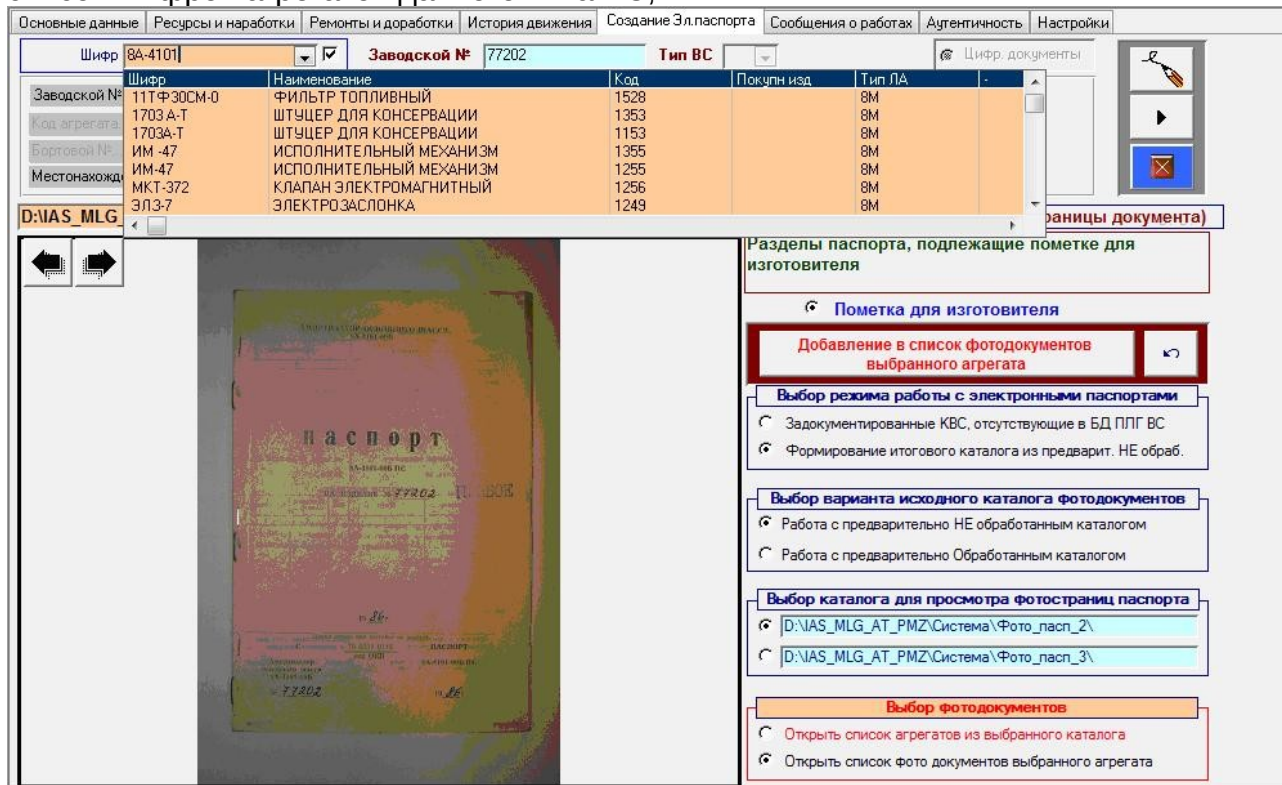 Основные данные Ресурсы и наработки Ремонты и доработки История движения Создание Эл.паспорта Сообщения о работах Аутентичность Настройки
Шифр 8А-4101 Заводской № 77202 Тип ВС Цифр. документы
Шифр Наименование Код Покупн изд Тип ЛА -
Заводской №
11ТФ30СМ-0 ФИЛЬТР ТОПЛИВНЫЙ 1528 8М
1703 А-Т ШТУЦЕР ДЛЯ КОНСЕРВАЦИИ 1353 8М
Код агрегата
1703А-Т ШТУЦЕР ДЛЯ КОНСЕРВАЦИИ 1153 8М
Бортовой №
ИМ -47 ИСПОЛНИТЕЛЬНЫЙ МЕХАНИЗМ 1355 8М
ИМ-47 ИСПОЛНИТЕЛЬНЫЙ МЕХАНИЗМ 1255 8М
Местонахожд
МКТ-372 КЛАПАН ЭЛЕКТРОМАГНИТНЫЙ 1256 8М
ЭЛЗ-7 ЭЛЕКТРОЗАСЛОНКА 1249 8М
D:\IAS_MLG_ раницы документа)
Разделы паспорта, подлежащие пометке для
изготовителя
Пометка для изготовителя
Добавление в список фотодокументов
выбранного агрегата
Выбор режима работы с электронными паспортами
Задокументированные КВС, отсутствующие в БД ПЛГ ВС
Формирование итогового каталога из предварит. НЕ обраб.
Выбор варианта исходного каталога фотодокументов
Работа с предварительно НЕ обработанным каталогом
Работа с предварительно Обработанным каталогом
Выбор каталога для просмотра фотостраниц паспорта
D:\IAS_MLG_AT_PMZ\Система\Фото_пасп_2\
D:\IAS_MLG_AT_PMZ\Система\Фото_пасп_3\
Выбор фотодокументов
Открыть список агрегатов из выбранного каталога
Открыть список фото документов выбранного агрегата
паспорт
77202
19 86
ПАСПОРТ
77202 19 86